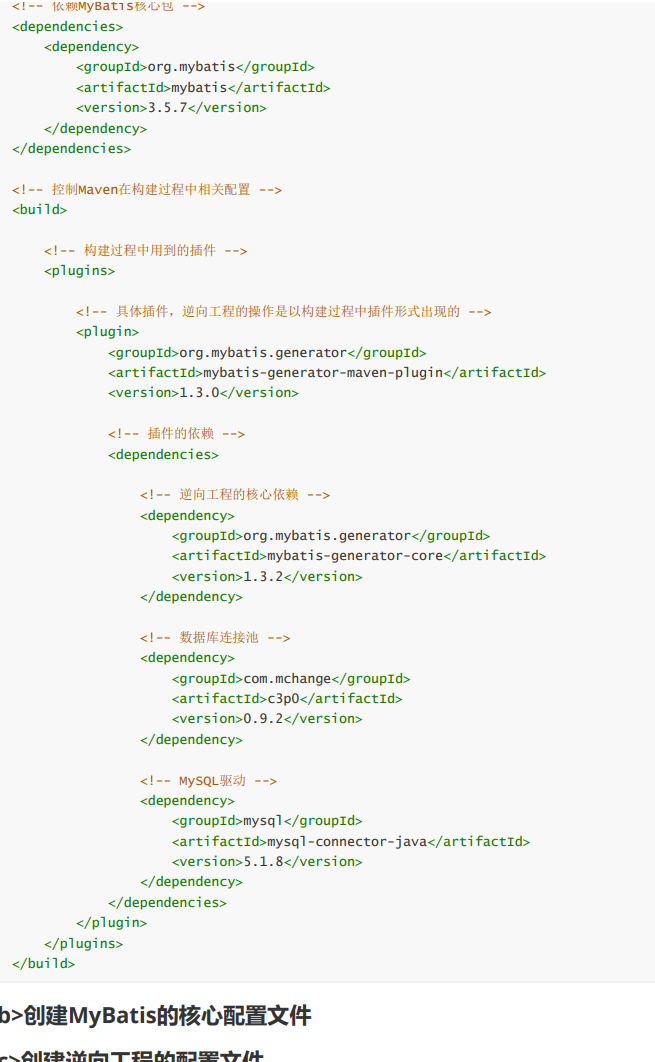 <!-- 依赖MyBatis核心包 -->
<dependencies>
    <dependency>
        <groupId>org.mybatis</groupId>
        <artifactId>mybatis</artifactId>
        <version>3.5.7</version>
    </dependency>
</dependencies>

<!-- 控制Maven在构建过程中相关配置 -->
<build>

    <!-- 构建过程中用到的插件 -->
    <plugins>

        <!-- 具体插件，逆向工程的操作是以构建过程中插件形式出现的 -->
        <plugin>
            <groupId>org.mybatis.generator</groupId>
            <artifactId>mybatis-generator-maven-plugin</artifactId>
            <version>1.3.0</version>

            <!-- 插件的依赖 -->
            <dependencies>

                <!-- 逆向工程的核心依赖 -->
                <dependency>
                    <groupId>org.mybatis.generator</groupId>
                    <artifactId>mybatis-generator-core</artifactId>
                    <version>1.3.2</version>
                </dependency>

                <!-- 数据库连接池 -->
                <dependency>
                    <groupId>com.mchange</groupId>
                    <artifactId>c3p0</artifactId>
                    <version>0.9.2</version>
                </dependency>

                <!-- MySQL驱动 -->
                <dependency>
                    <groupId>mysql</groupId>
                    <artifactId>mysql-connector-java</artifactId>
                    <version>5.1.8</version>
                </dependency>
            </dependencies>
        </plugin>
    </plugins>
</build>
b>创建MyBatis的核心配置文件
c>创建逆向工程的配置文件